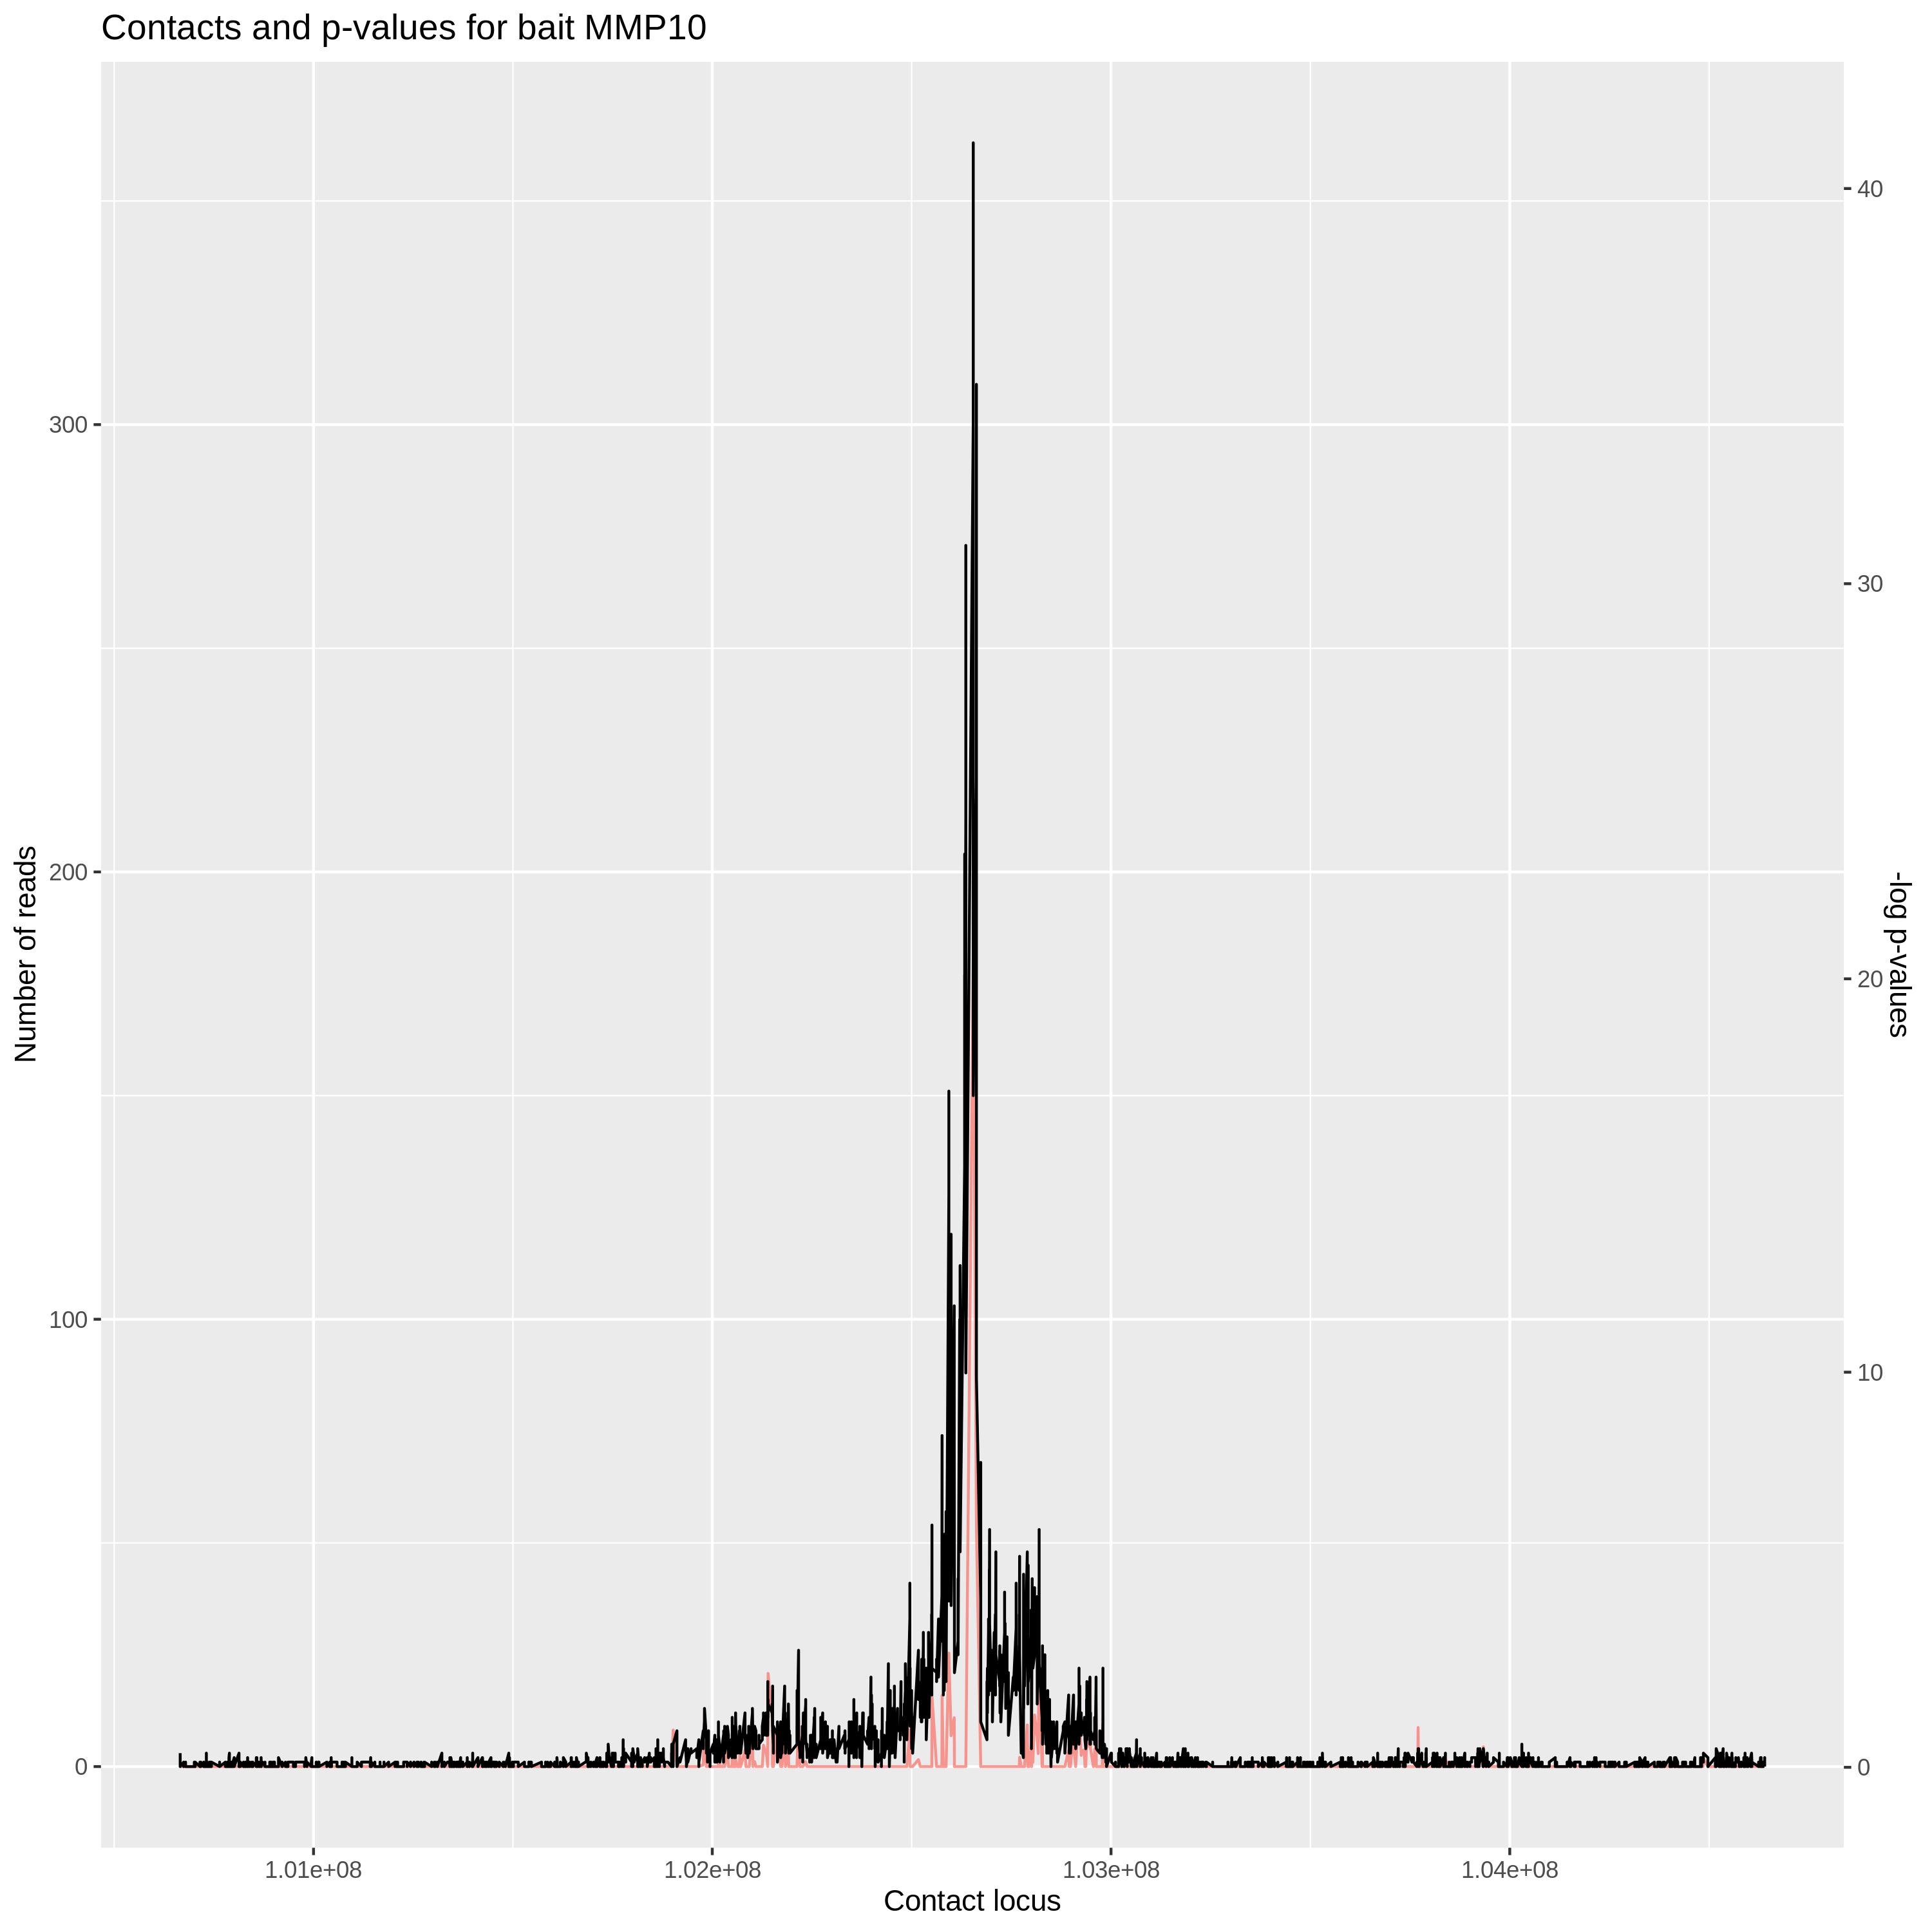 Contacts and p-values for bait MMP10
Number of reads
300
200
100
0
40
30
20
10
0
-log p-values
1.01e+08
1.02e+08
1.03e+08
1.04e+08
Contact locus